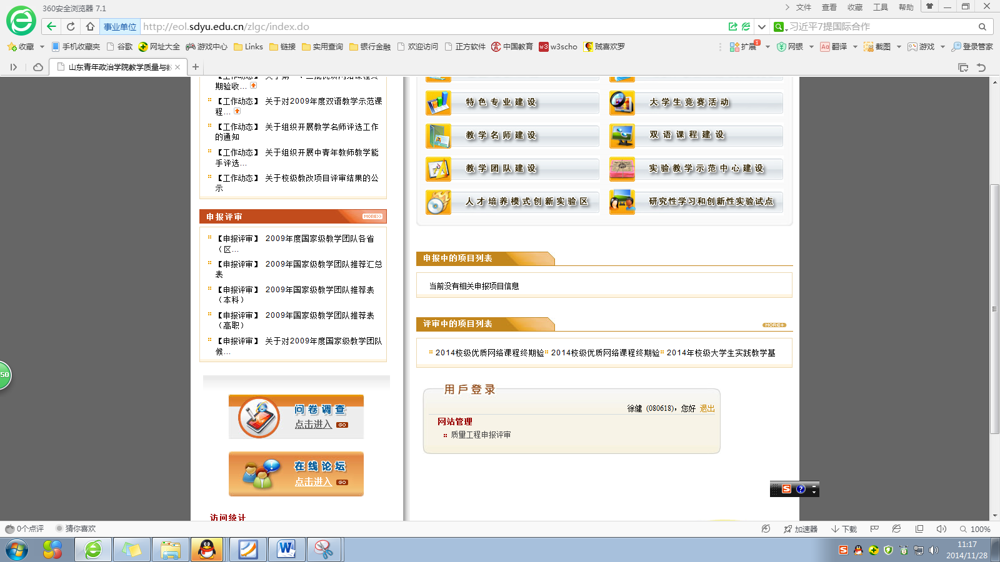 360安全浏览器 7.1
文件 查看 收藏 工具 帮助
事业单位 http://eol.sdyu.edu.cn/zlgc/index.do
习近平7提国际合作
收藏 手机收藏夹 谷歌 网址大全 游戏中心 Links 链接 实用查询 银行金融 欢迎访问 正方软件 中国教育 w3 w3scho 贼喜欢罗
扩展 1 网银 Aa 翻译 截图 游戏 登录管家
山东青年政治学院教学质量与
期验收...
【工作动态】 关于对2009年度双语教学示范课
程...
【工作动态】 关于组织开展教学名师评选工作
的通知
【工作动态】 关于组织开展中青年教师教学能
手评选...
【工作动态】 关于校级教改项目评审结果的公
示
申报评审 MORE>>
【申报评审】 2009年度国家级教学团队各省
（区...
【申报评审】 2009年国家级教学团队推荐汇总
表
【申报评审】 2009年国家级教学团队推荐表
（本科）
【申报评审】 2009年国家级教学团队推荐表
（高职）
【申报评审】 关于对2009年度国家级教学团队
候...
问卷调查
点击进入 GO
在线论坛
点击进入 GO
访问统计
特色专业建设
大学生竞赛活动
教学名师建设
双语课程建设
教学团队建设
实验教学示范中心建设
人才培养模式创新实验区
研究性学习和创新性实验试点
申报中的项目列表
当前没有相关申报项目信息
评审中的项目列表 MORE+
2014校级优质网络课程终期验 2014校级优质网络课程终期验 2014年校级大学生实践教学基
用戶登录
徐健 (080618)，您好 退出
网站管理
质量工程申报评审
50
S ?
0个点评 猜你喜欢
加速器 下载 100%
W
S
11:17
2014/11/28